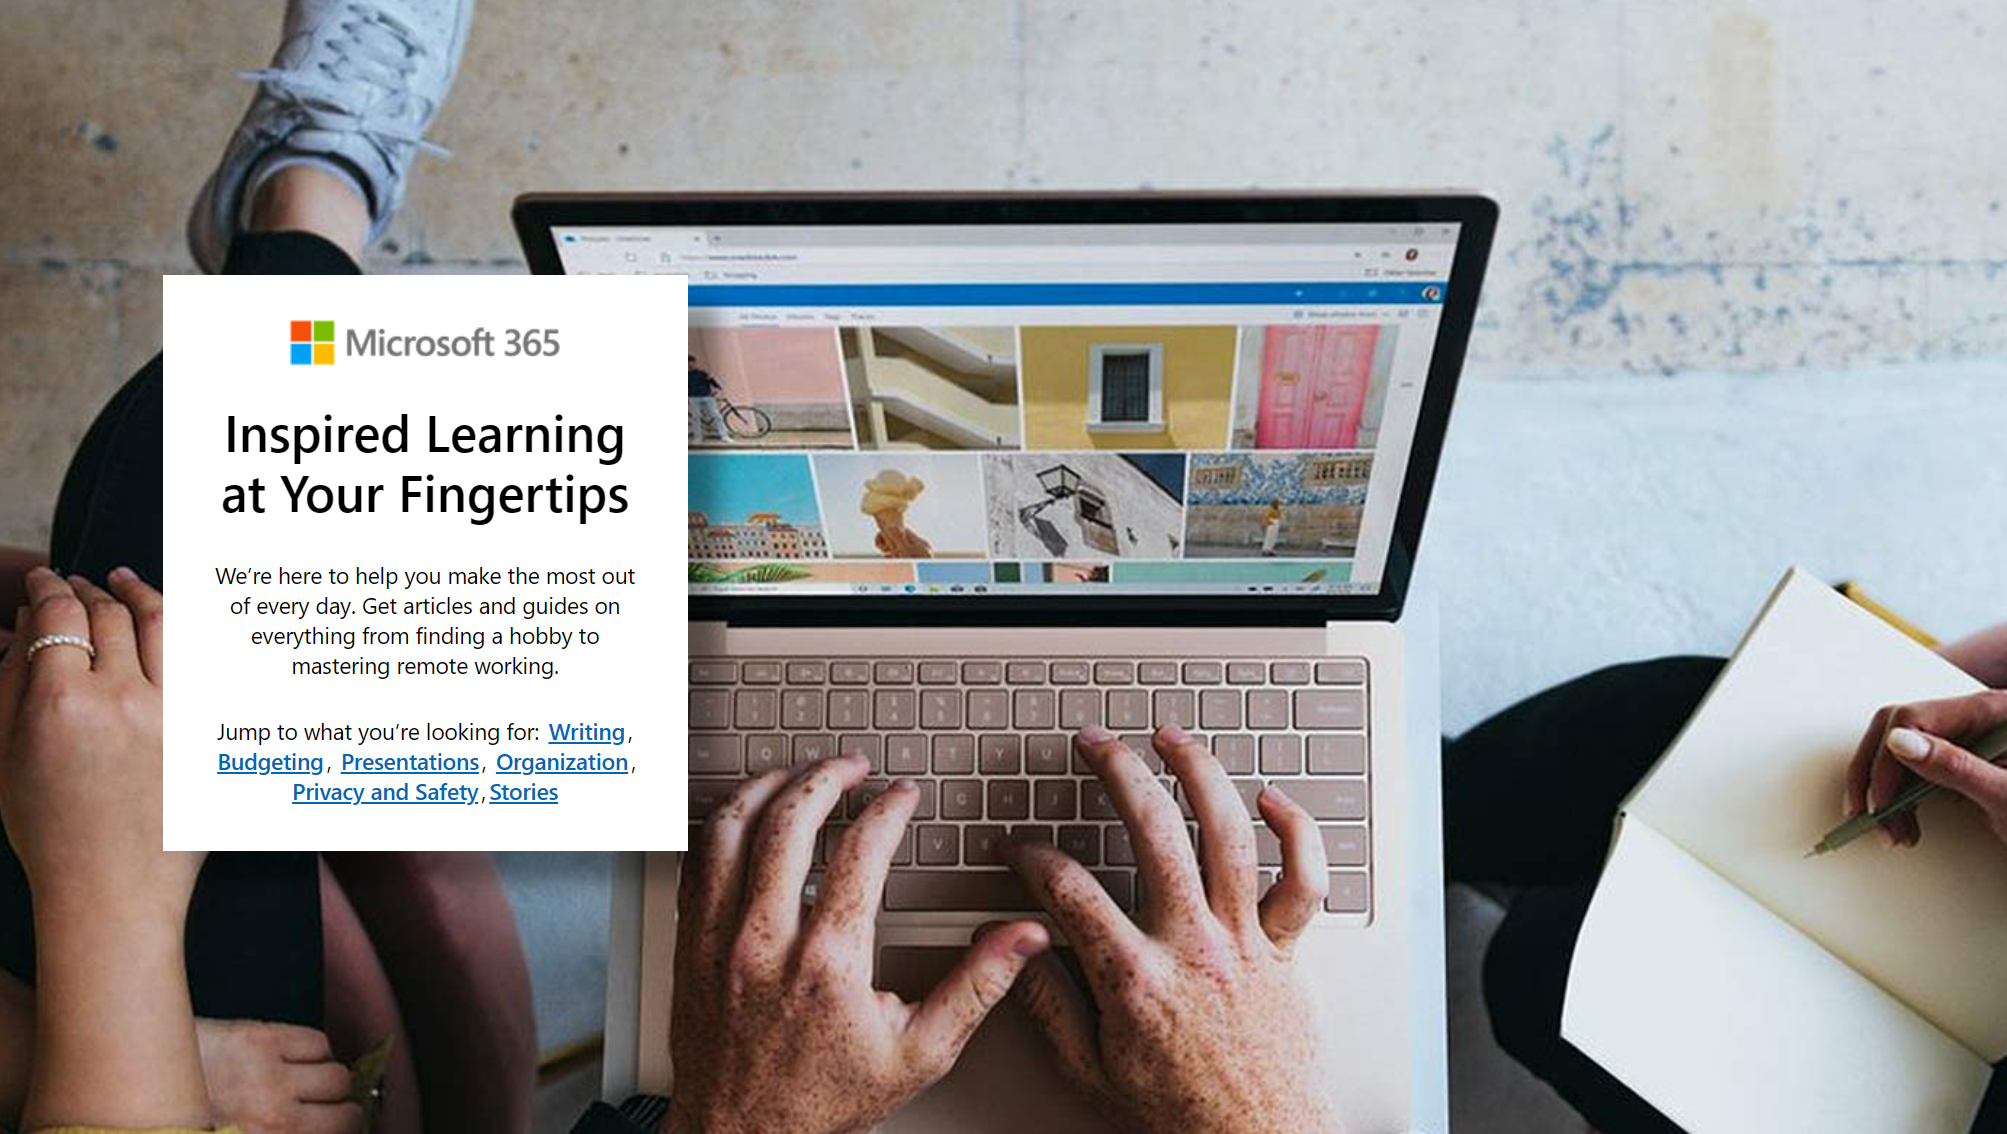 Microsoft 365
Inspired Learning
at Your Fingertips
We’re here to help you make the most out
of every day. Get articles and guides on
everything from finding a hobby to
mastering remote working.
Jump to what you’re looking for: Writing,
Budgeting, Presentations, Organization,
Privacy and Safety, Stories